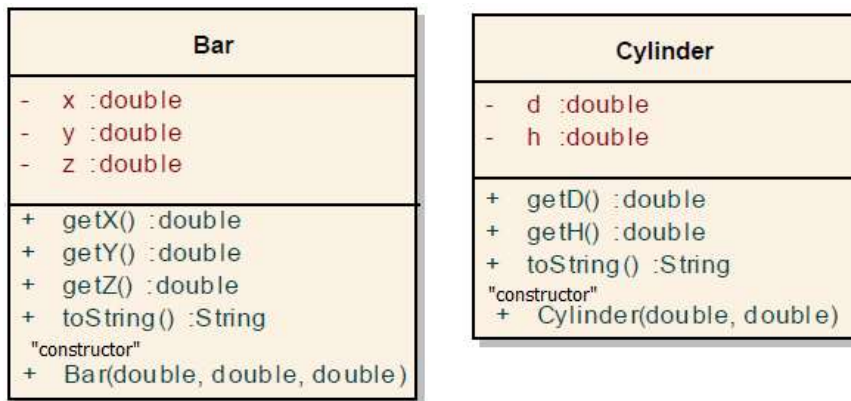 Bar
- x :double
- y :double
- z :double
+ getX() :double
+ getY() :double
+ getZ() :double
+ toString() :String
"constructor"
+ Bar(double, double, double)
Cylinder
- d :double
- h :double
+ getD() :double
+ getH() :double
+ toString() :String
"constructor"
+ Cylinder(double, double)